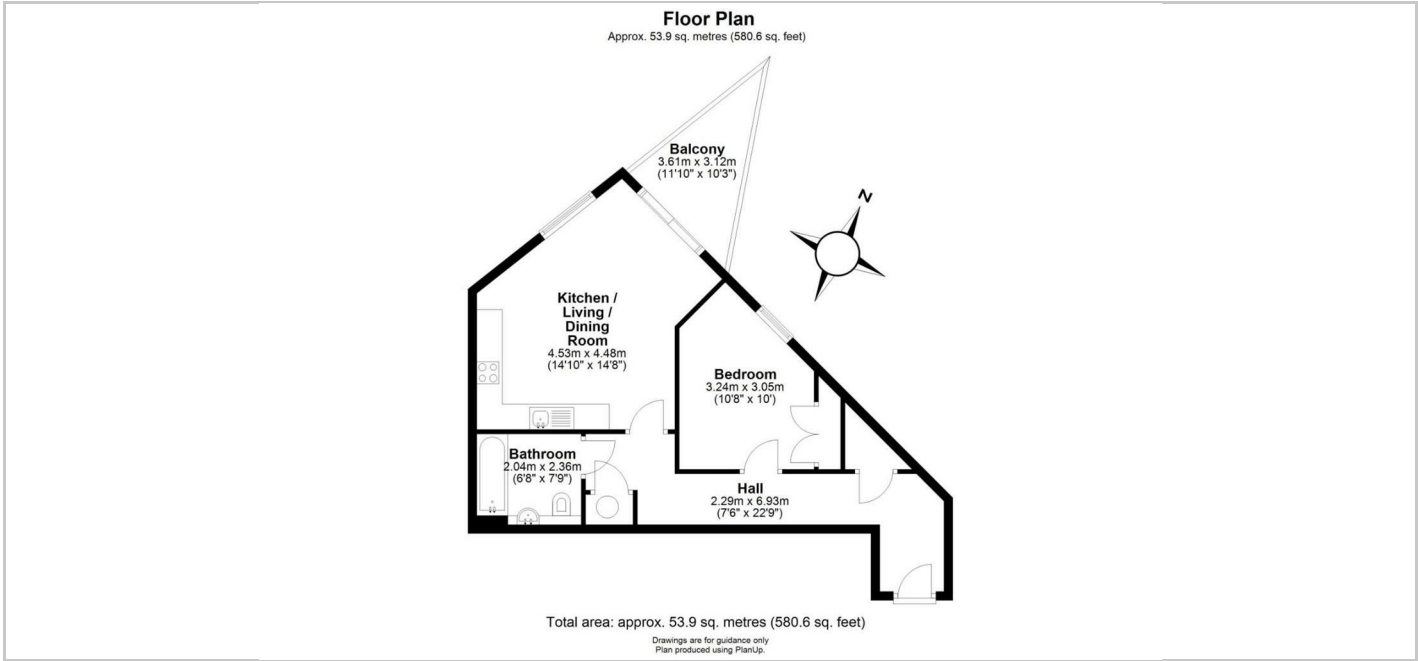 Floor Plan
Approx. 53.9 sq. metres (580.6 sq. feet)
Balcony
3.61m x 3.12m
(11'10" x 10'3")
N
Kitchen /
Living /
Dining
Room
4.53m x 4.48m
(14'10" x 14'8")
Bedroom
3.24m x 3.05m
(10'8" x 10')
Bathroom
2.04m x 2.36m
(6'8" x 7'9")
Hall
2.29m x 6.93m
(7'6" x 22'9")
Total area: approx. 53.9 sq. metres (580.6 sq. feet)
Drawings are for guidance only
Plan produced using PlanUp.